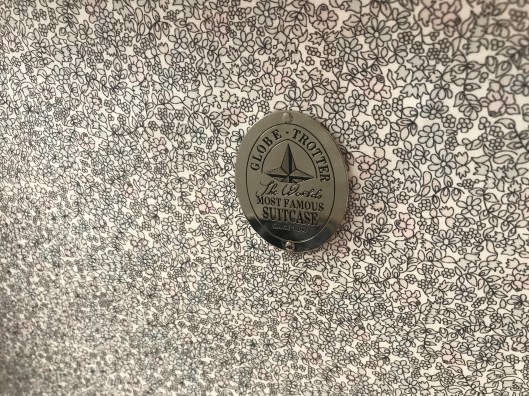 GLOBE-TROTTER
The World's
MOST FAMOUS
SUITCASE